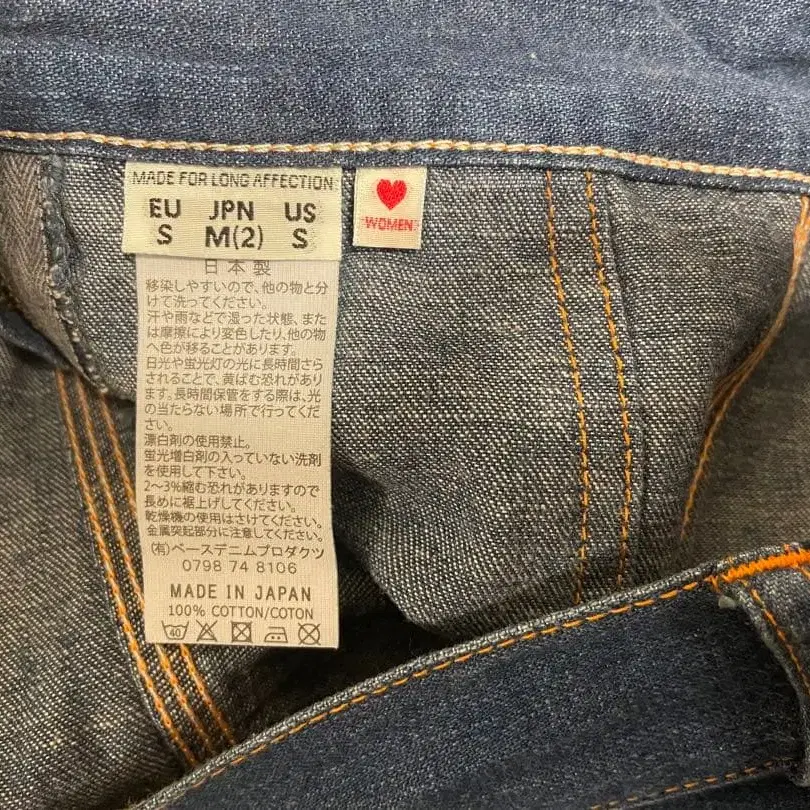 MADE FOR LONG AFFECTION
EU JPN US
S M(2) S
WOMEN
日本製
移染しやすいので、他の物と分
けて洗ってください。
汗や雨などで湿った状態、また
は摩擦により変色したり、他の物
へ色が移ることがあります。
日光や蛍光灯の光に長時間さら
されることで、黄ばむ恐れがあり
ます。長時間保管をする際は、光
の当たらない場所で行ってくだ
さい。
漂白剤の使用禁止。
蛍光増白剤の入っていない洗剤
を使用して下さい。
2〜3%縮む恐れがありますので
長めに裾上げしてください。
乾燥機の使用はさけてください。
金属突起部分に注意してください。
(有)ベースデニムプロダクツ
0798 74 8106
MADE IN JAPAN
100% COTTON/COTON
40